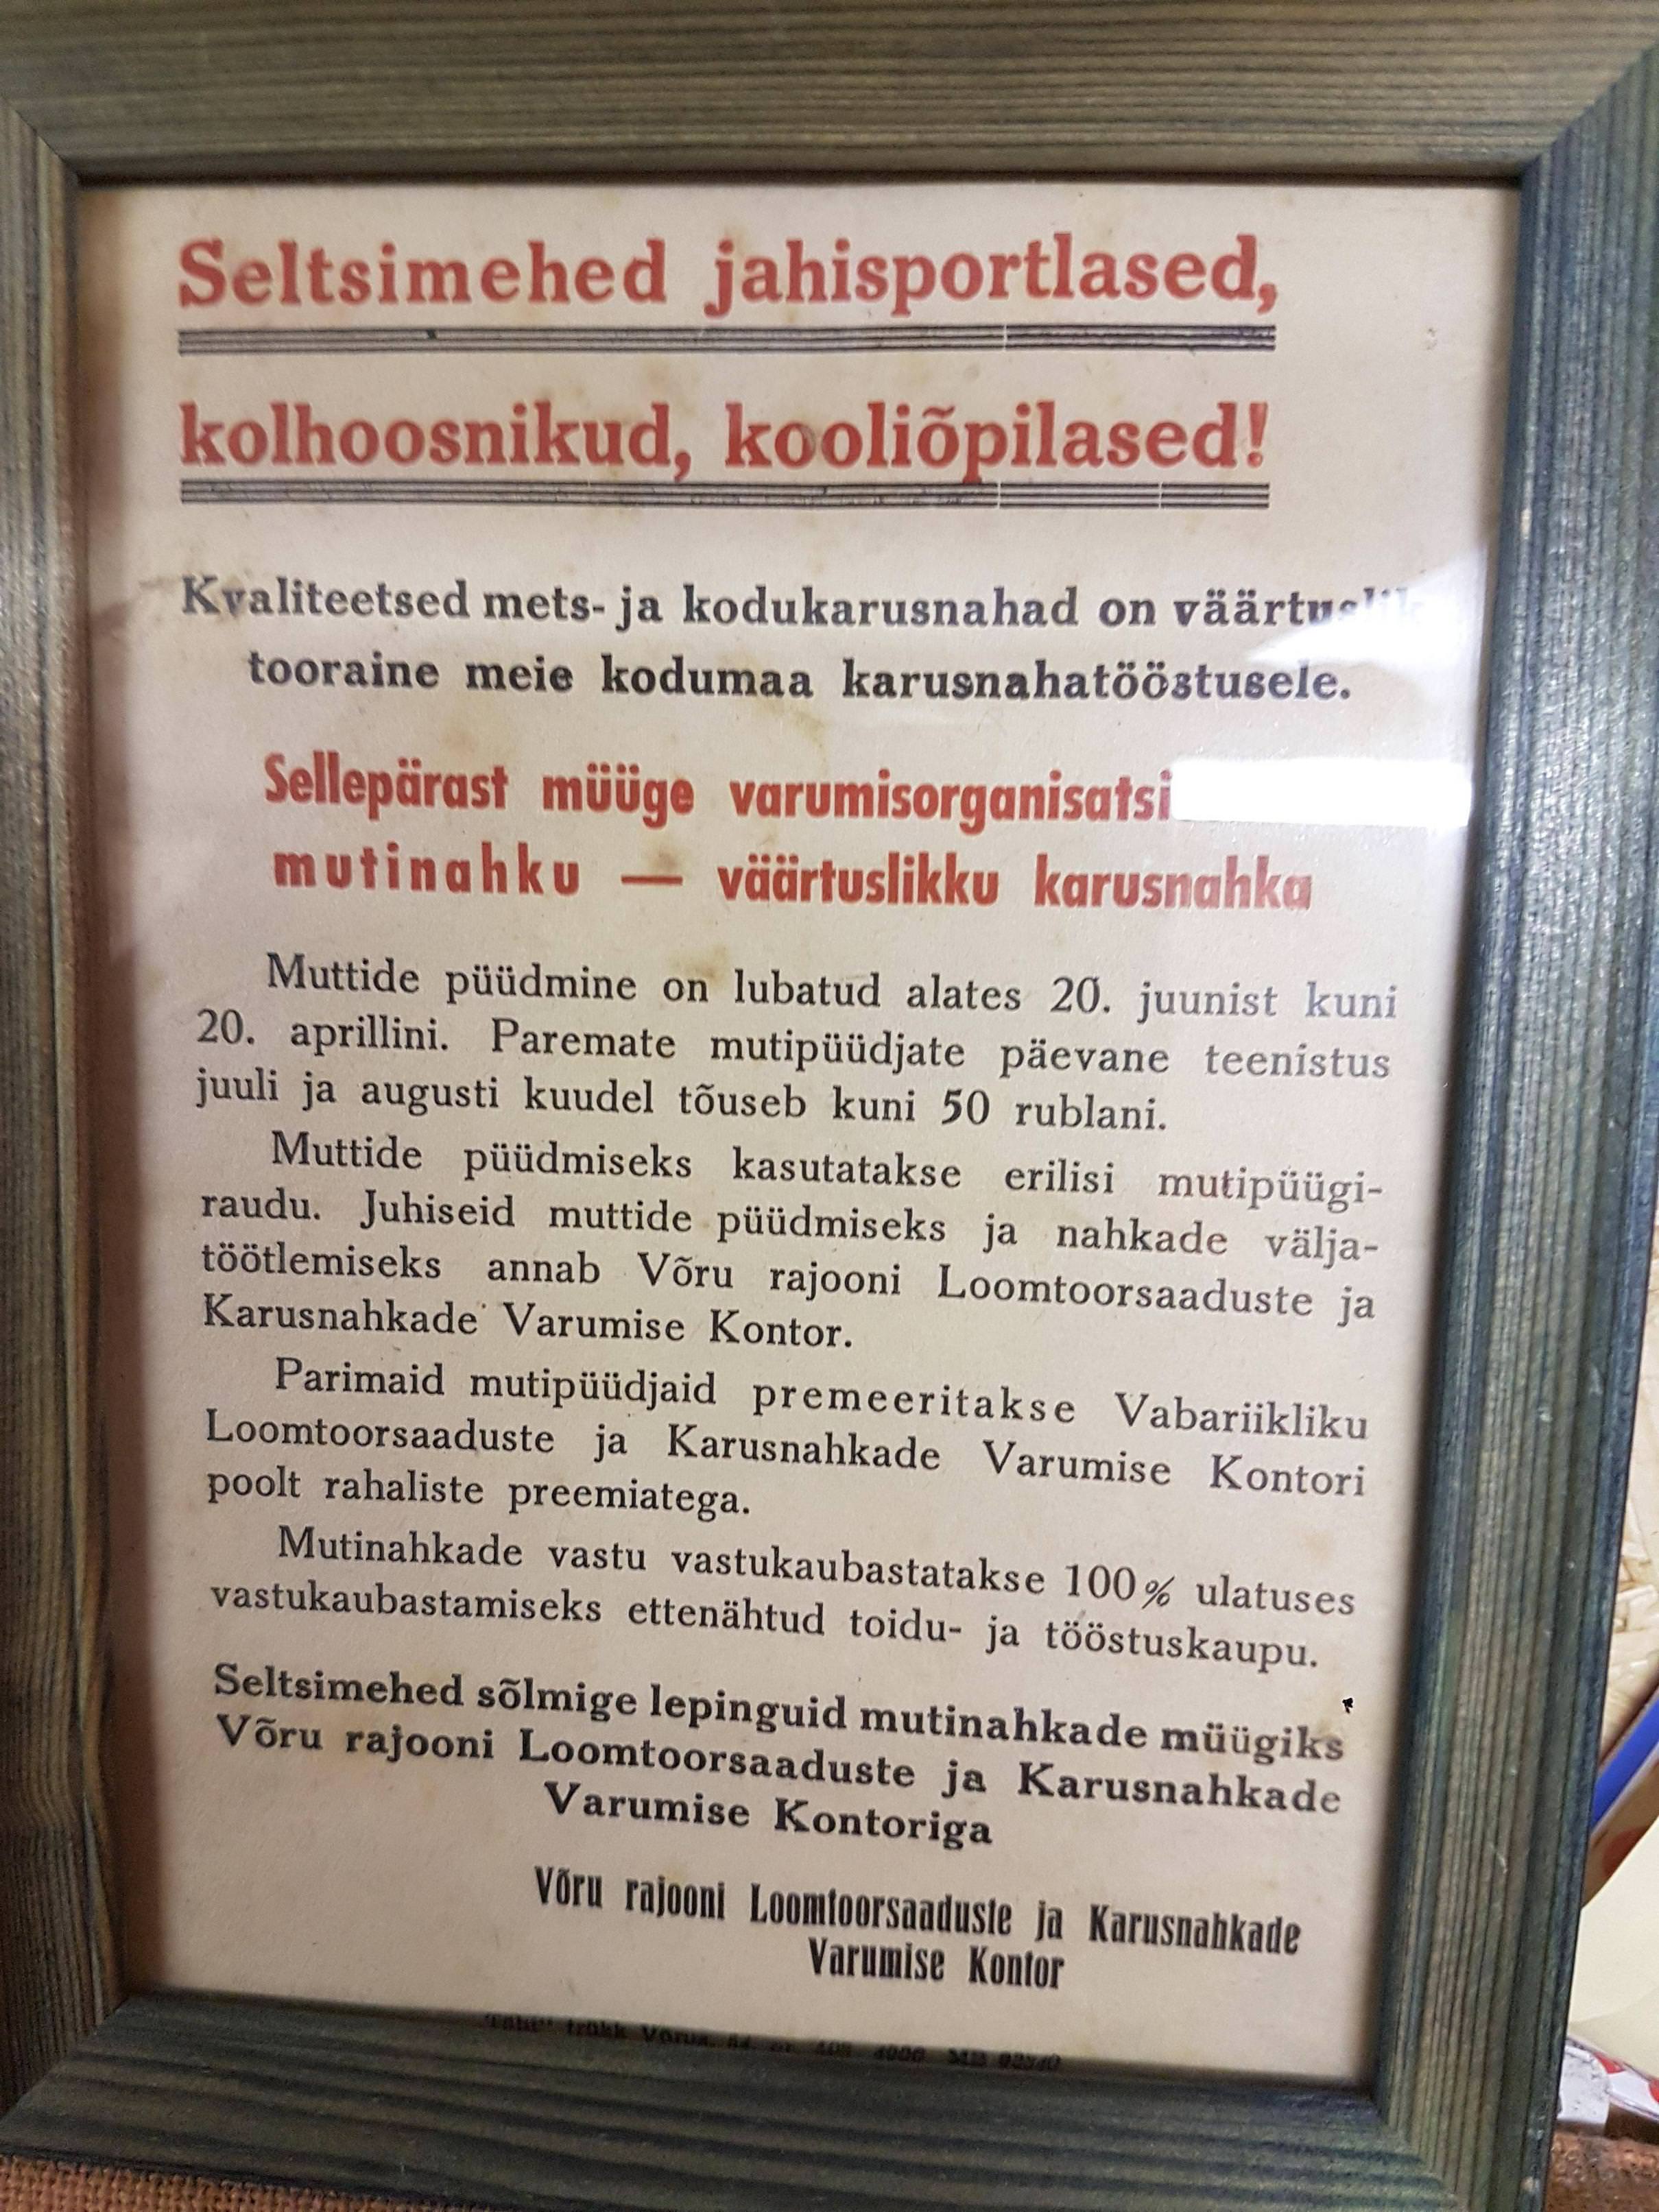 Seltsimehed jahisportlased,
kolhoosnikud, kooliõpilased!
Kvaliteetsed mets- ja kodukarusnahad on
tooraine meie kodumaa karusnahatööstusele.
Sellepärast müüge
mutinahku — väärtuslikku karusnahka
Muttide püüdmine on lubatud alates 20. juunist kuni
20. aprillini. Paremate mutipüüdjate päevane teenistus
juuli ja augusti kuudel tõuseb kuni 50 rublani.
Muttide püüdmiseks kasutatakse erilisi mutipüügi-
raudu. Juhiseid muttide püüdmiseks ja nahkade välja-
töötlemiseks annab Võru rajooni Loomtoorsaaduste ja
Karusnahkade Varumise Kontor.
Parimaid mutipüüdjaid premeeritakse Vabariikliku
Loomtoorsaaduste ja Karusnahkade Varumise Kontori
poolt rahaliste preemiatega.
Mutinahkade vastu vastukaubastatakse 100% ulatuses
vastukaubastamiseks ettenähtud toidu- ja tööstuskaupu.
Seltsimehed sõlmige lepinguid mutinahkade müügiks
Võru rajooni Loomtoorsaaduste ja Karusnahkade
Varumise Kontoriga
Võru rajooni Loomtoorsaaduste ja Karusnahkade
Varumise Kontor
trükk Võrus.